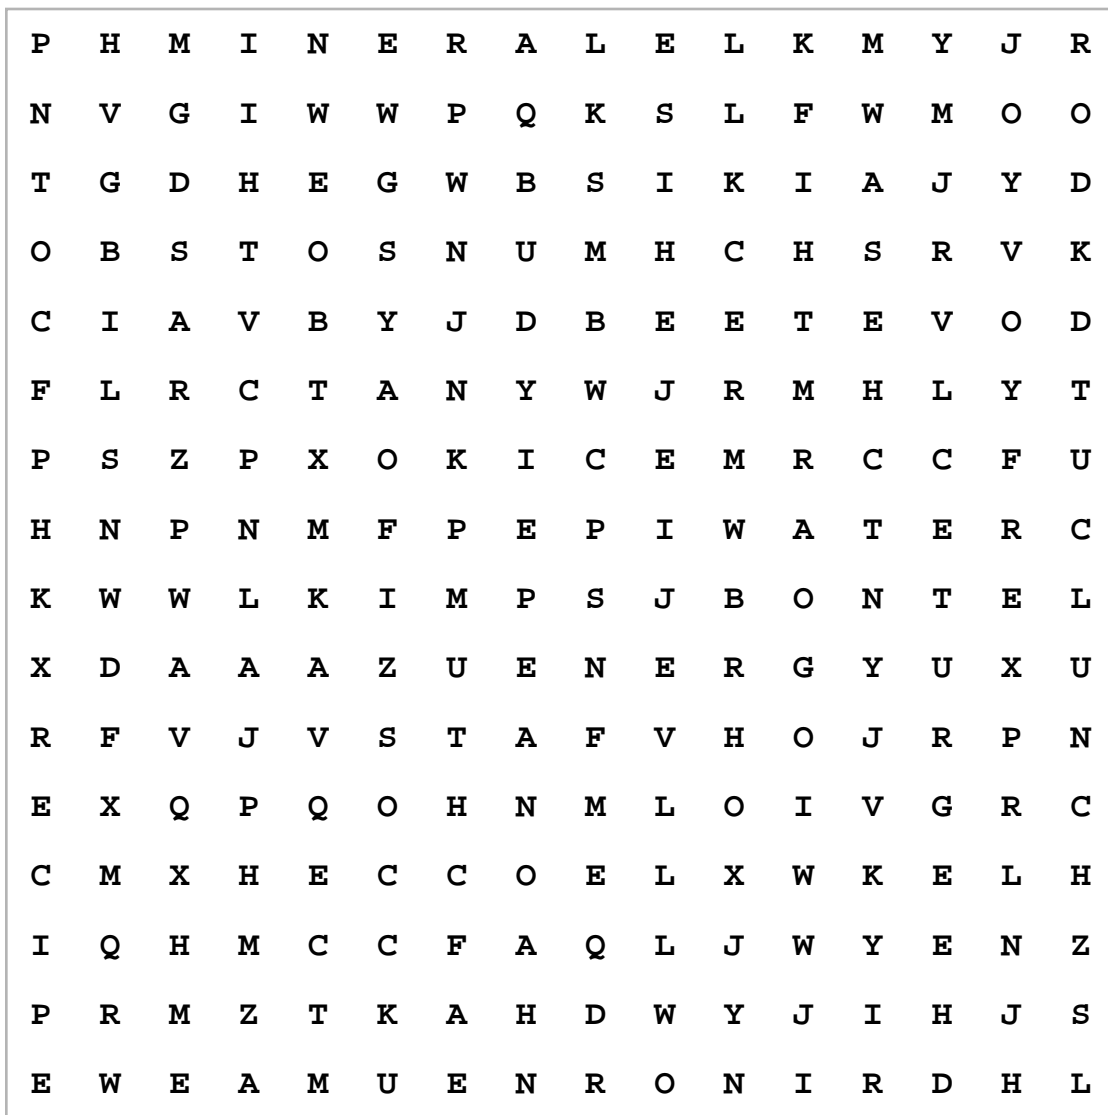 P H M I N E R A L E L K M Y J R
N V G I W W P Q K S L F W M O O
T G D H E G W B S I K I A J Y D
O B S T O S N U M H C H S R V K
C I A V B Y J D B E E T E V O D
F L R C T A N Y W J R M H L Y T
P S Z P X O K I C E M R C C F U
H N P N M F P E P I W A T E R C
K W W L K I M P S J B O N T E L
X D A A A Z U E N E R G Y U X U
R F V J V S T A F V H O J R P N
E X Q P Q O H N M L O I V G R C
C M X H E C C O E L X W K E L H
I Q H M C C F A Q L J W Y E N Z
P R M Z T K A H D W Y J I H J S
E W E A M U E N R O N I R D H L